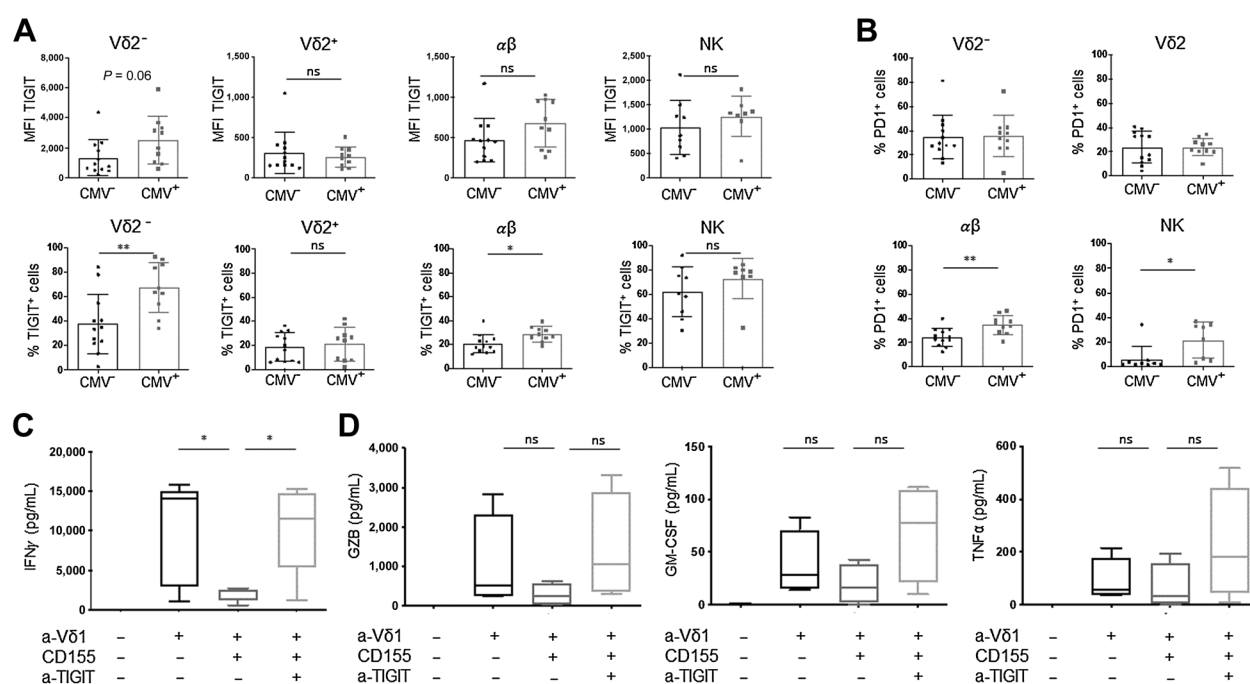 A
Vδ2⁻
Vδ2⁺
αβ
NK
MFI TIGIT
8,000
6,000
4,000
2,000
0
P = 0.06
CMV⁻ CMV⁺
MFI TIGIT
1,500
1,000
500
0
ns
CMV⁻ CMV⁺
MFI TIGIT
1,500
1,000
500
0
ns
CMV⁻ CMV⁺
MFI TIGIT
2,500
2,000
1,500
1,000
500
0
ns
CMV⁻ CMV⁺
Vδ2⁻
Vδ2⁺
αβ
NK
% TIGIT⁺ cells
100
80
60
40
20
0
**
CMV⁻ CMV⁺
% TIGIT⁺ cells
100
80
60
40
20
0
ns
CMV⁻ CMV⁺
% TIGIT⁺ cells
100
80
60
40
20
0
*
CMV⁻ CMV⁺
% TIGIT⁺ cells
100
80
60
40
20
0
ns
CMV⁻ CMV⁺
B
Vδ2⁻
Vδ2
% PD1⁺ cells
100
80
60
40
20
0
CMV⁻ CMV⁺
% PD1⁺ cells
100
80
60
40
20
0
CMV⁻ CMV⁺
αβ
NK
% PD1⁺ cells
100
80
60
40
20
0
**
CMV⁻ CMV⁺
% PD1⁺ cells
100
80
60
40
20
0
*
CMV⁻ CMV⁺
C
IFNγ (pg/mL)
20,000
15,000
10,000
5,000
0
* *
a-Vδ1 – + + +
CD155 – – + +
a-TIGIT – – – +
D
GZB (pg/mL)
4,000
3,000
2,000
1,000
0
ns ns
a-Vδ1 – + + +
CD155 – – + +
a-TIGIT – – – +
GM-CSF (pg/mL)
150
100
50
0
ns ns
a-Vδ1 – + + +
CD155 – – + +
a-TIGIT – – – +
TNFα (pg/mL)
600
400
200
0
ns ns
a-Vδ1 – + + +
CD155 – – + +
a-TIGIT – – – +